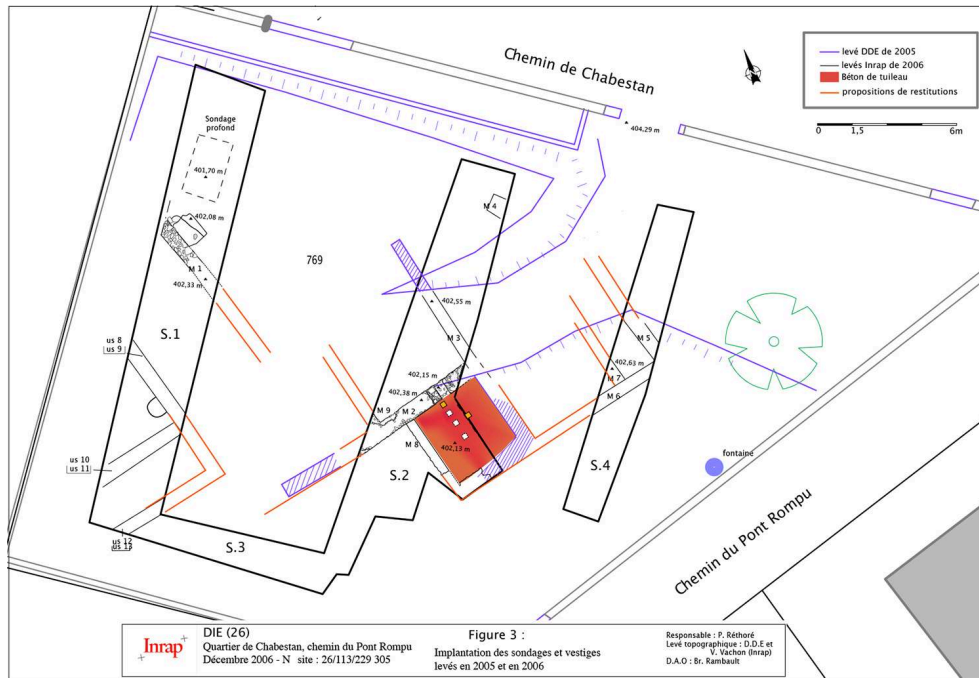 Chemin de Chabestan
levé DDE de 2005
levés Inrap de 2006
Béton de tuileau
propositions de restitutions
0 1,5 6m
404,29 m
Sondage
profond
401,70 m
402,08 m
M 1
402,33 m
769
M 4
402,55 m
M 3
S.1
us 8
us 9
402,15 m
402,38 m
M 9
M 2
M 8
402,13 m
M 5
402,63 m
M 7
M 6
us 10
us 11
S.2
S.4
fontaine
us 12
us 13
S.3
Chemin du Pont Rompu
Inrap
DIE (26)
Quartier de Chabestan, chemin du Pont Rompu
Décembre 2006 - N site : 26/113/229 305
Figure 3 :
Implantation des sondages et vestiges
levés en 2005 et en 2006
Responsable : P. Réthoré
Levé topographique : D.D.E et
V. Vachon (Inrap)
D.A.O : Br. Rambault